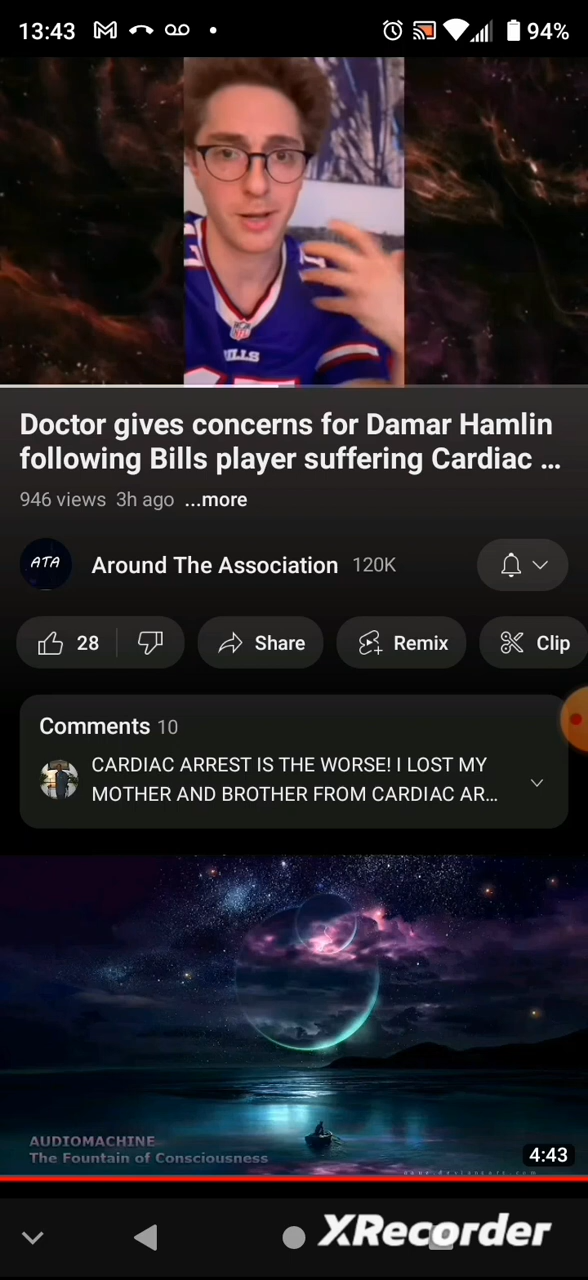 13:43
94%
BILLS
Doctor gives concerns for Damar Hamlin
following Bills player suffering Cardiac ...
946 views 3h ago ...more
ATA Around The Association 120K
28 Share Remix Clip
Comments 10
CARDIAC ARREST IS THE WORSE! I LOST MY
MOTHER AND BROTHER FROM CARDIAC AR...
AUDIOMACHINE
The Fountain of Consciousness
4:43
XRecorder